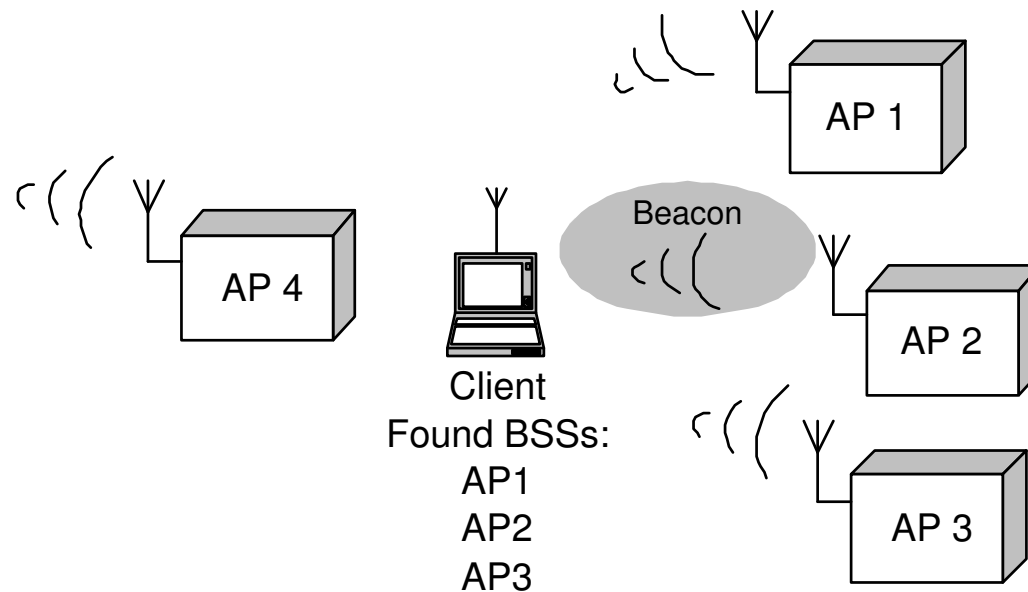 AP 1
Beacon
AP 4
AP 2
Client
Found BSSs:
AP1
AP2
AP3
AP 3